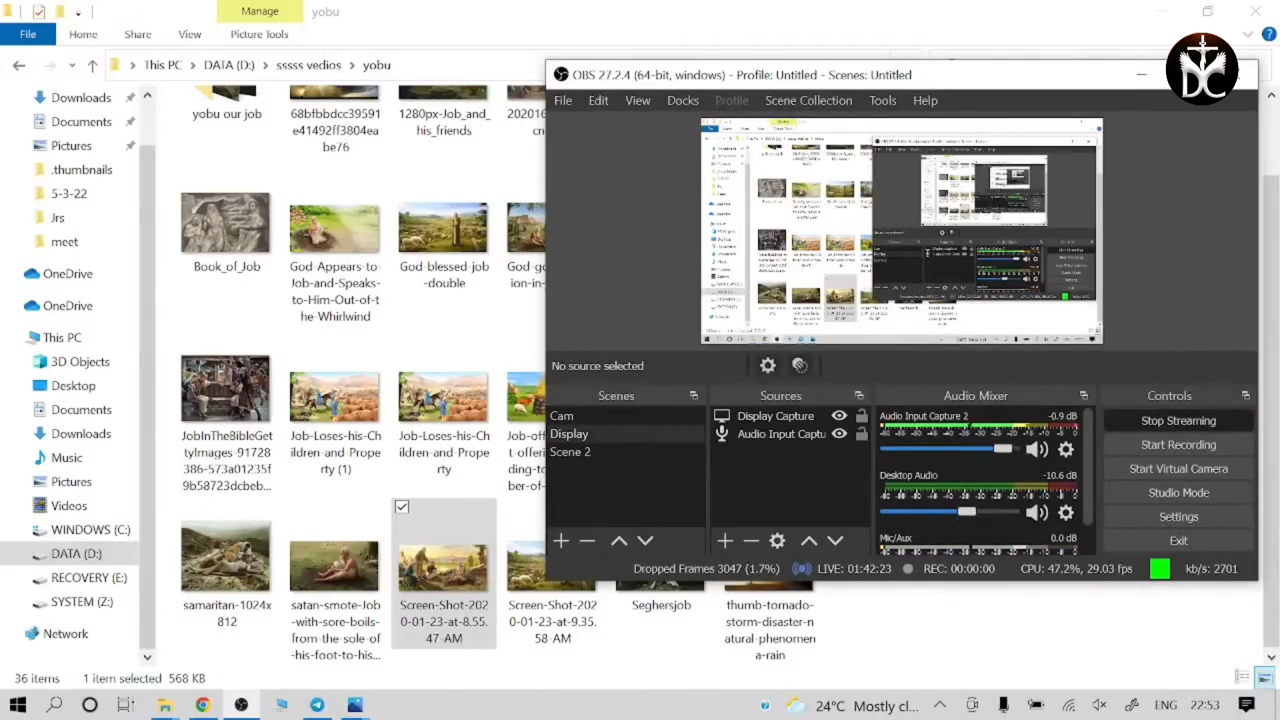 Manage
yobu
File
Home
Share
View
Picture Tools
This PC
DATA (D:)
sssss vedios
yobu
Downloads
Documents
thumbnails
5-3-22
Jrs
meet
3D Objects
Desktop
Documents
Downloads
Music
Pictures
Videos
WINDOWS (C:)
DATA (D:)
RECOVERY (E:)
SYSTEM (Z:)
Network
yobu our job
68bfbbdcc30591
e41492ff3804ea
be76
1280px-Job_and
_his_friends
Book_of_Job
God-Appears-to-
Job-and-Speaks
-to-Him-Out-of-t
he-Whirlwind
God-blessed-job
-double
JobInTheBibleGet
tyImages-91728
386-573a01235f
9b58723dcbeb...
Job-Loses-his-Ch
ildren-and-Prope
rty (1)
Job-Loses-his-Ch
ildren-and-Prope
rty
samaritan-1024x
812
satan-smote-Job
-with-sore-boils-
from-the sole of
his-foot-to-his...
Screen-Shot-202
0-01-23-at-8.55.
47-AM
Screen-Shot-202
0-01-23-at-9.35.
58-AM
Seghersjob
thumb-tornado-
storm-disaster-n
atural-phenomen
a-rain
OBS 27.2.4 (64-bit, windows) - Profile: Untitled - Scenes: Untitled
File
Edit
View
Docks
Profile
Scene Collection
Tools
Help
DC
No source selected
Scenes
Cam
Display
Scene 2
Sources
Display Capture
Audio Input Captu
Audio Mixer
Audio Input Capture 2
-0.9 dB
Desktop Audio
-10.6 dB
Mic/Aux
0.0 dB
Controls
Stop Streaming
Start Recording
Start Virtual Camera
Studio Mode
Settings
Exit
Dropped Frames 3047 (1.7%)
LIVE: 01:42:23
REC: 00:00:00
CPU: 47.2%, 29.03 fps
kb/s: 2701
36 items
1 item selected
568 KB
24°C
Mostly cl...
ENG
22:53